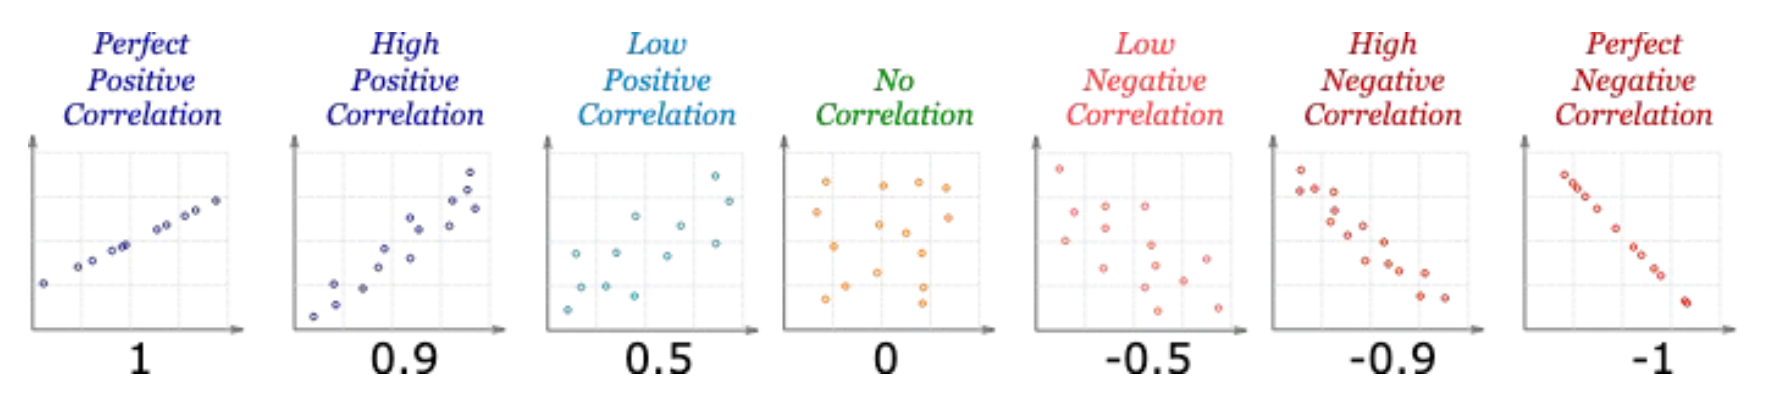 Perfect
Positive
Correlation
High
Positive
Correlation
Low
Positive
Correlation
No
Correlation
Low
Negative
Correlation
High
Negative
Correlation
Perfect
Negative
Correlation
1
0.9
0.5
0
-0.5
-0.9
-1